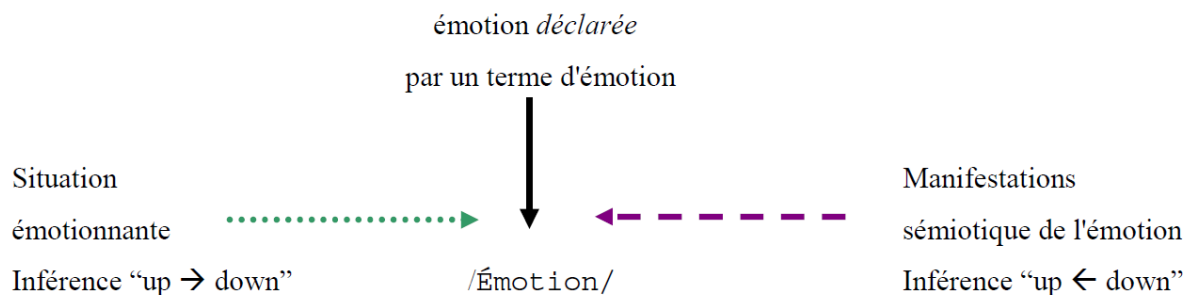 émotion déclarée
par un terme d'émotion
Situation
émotionnante
Inférence “up → down”
/Émotion/
Manifestations
sémiotique de l'émotion
Inférence “up ← down”